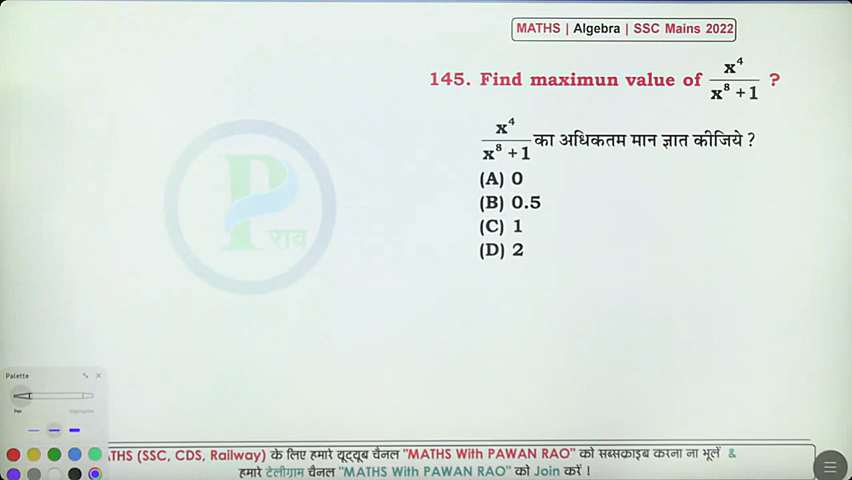 MATHS | Algebra | SSC Mains 2022
145. Find maximun value of x⁴/(x⁸+1) ?
x⁴/(x⁸+1) का अधिकतम मान ज्ञात कीजिये ?
(A) 0
(B) 0.5
(C) 1
(D) 2
P
राव
Palette
Pen
Highlighter
THS (SSC, CDS, Railway) के लिए हमारे यूट्यूब चैनल "MATHS With PAWAN RAO" को सब्सक्राइब करना ना भूलें &
हमारे टेलीग्राम चैनल "MATHS With PAWAN RAO" को Join करें !